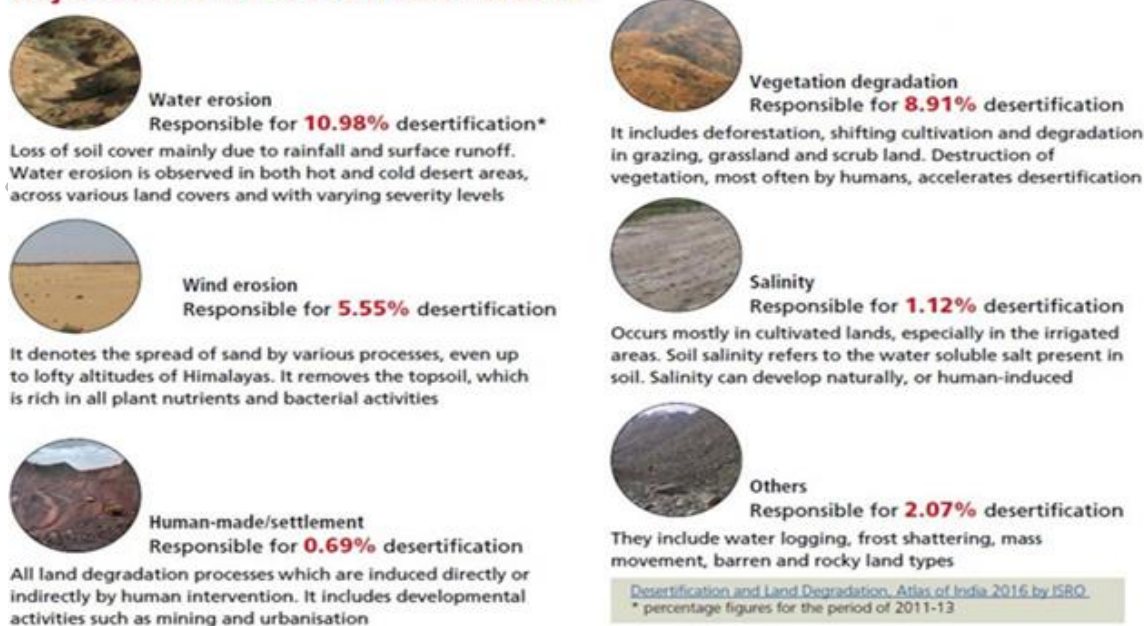 Water erosion
Responsible for 10.98% desertification*
Loss of soil cover mainly due to rainfall and surface runoff.
Water erosion is observed in both hot and cold desert areas,
across various land covers and with varying severity levels
Wind erosion
Responsible for 5.55% desertification
It denotes the spread of sand by various processes, even up
to lofty altitudes of Himalayas. It removes the topsoil, which
is rich in all plant nutrients and bacterial activities
Human-made/settlement
Responsible for 0.69% desertification
All land degradation processes which are induced directly or
indirectly by human intervention. It includes developmental
activities such as mining and urbanisation
Vegetation degradation
Responsible for 8.91% desertification
It includes deforestation, shifting cultivation and degradation
in grazing, grassland and scrub land. Destruction of
vegetation, most often by humans, accelerates desertification
Salinity
Responsible for 1.12% desertification
Occurs mostly in cultivated lands, especially in the irrigated
areas. Soil salinity refers to the water soluble salt present in
soil. Salinity can develop naturally, or human-induced
Others
Responsible for 2.07% desertification
They include water logging, frost shattering, mass
movement, barren and rocky land types
Desertification and Land Degradation, Atlas of India 2016 by ISRO
* percentage figures for the period of 2011-13